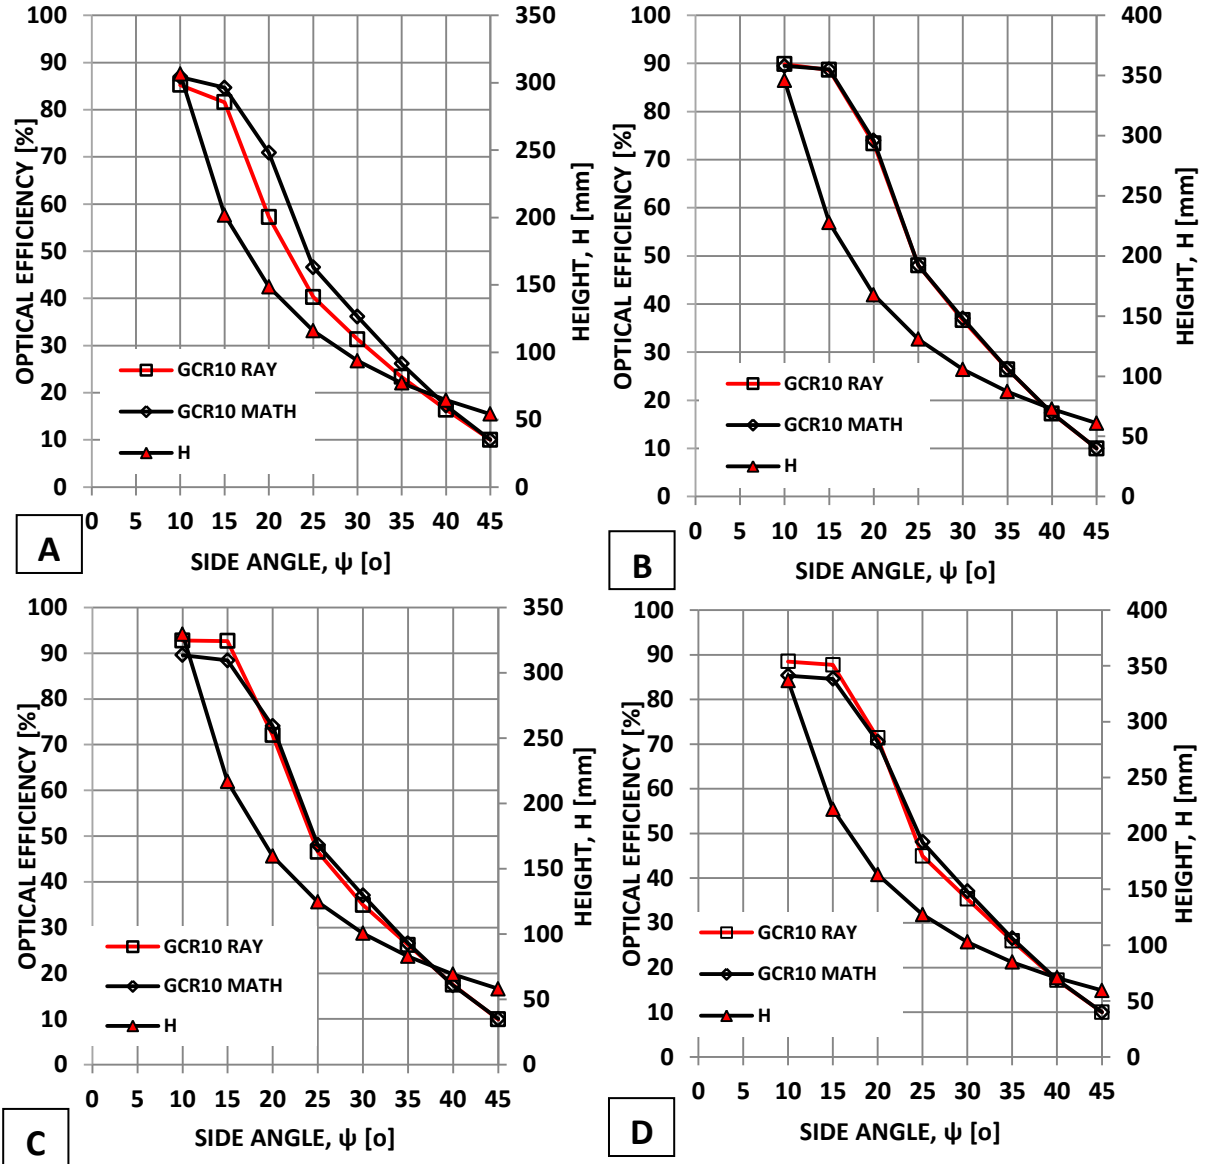 100
90
80
70
60
50
40
30
20
10
0
OPTICAL EFFICIENCY [%]
350
300
250
200
150
100
50
0
HEIGHT, H [mm]
GCR10 RAY
GCR10 MATH
H
0 5 10 15 20 25 30 35 40 45
SIDE ANGLE, ψ [o]
A
100
90
80
70
60
50
40
30
20
10
0
OPTICAL EFFICIENCY [%]
400
350
300
250
200
150
100
50
0
HEIGHT, H [mm]
GCR10 RAY
GCR10 MATH
H
0 5 10 15 20 25 30 35 40 45
SIDE ANGLE, ψ [o]
B
100
90
80
70
60
50
40
30
20
10
0
OPTICAL EFFICIENCY [%]
350
300
250
200
150
100
50
0
HEIGHT, H [mm]
GCR10 RAY
GCR10 MATH
H
0 5 10 15 20 25 30 35 40 45
SIDE ANGLE, ψ [o]
C
100
90
80
70
60
50
40
30
20
10
0
OPTICAL EFFICIENCY [%]
400
350
300
250
200
150
100
50
0
HEIGHT, H [mm]
GCR10 RAY
GCR10 MATH
H
0 5 10 15 20 25 30 35 40 45
SIDE ANGLE, ψ [o]
D